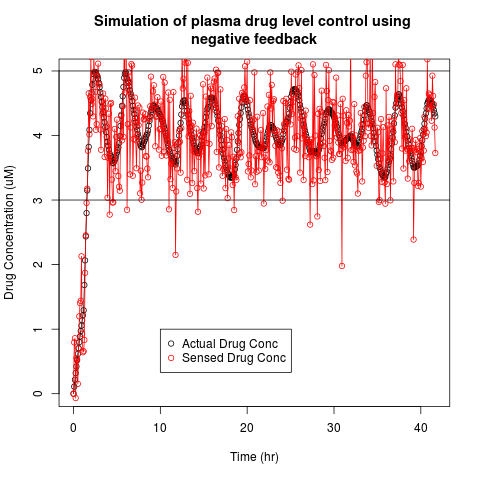 Simulation of plasma drug level control using
negative feedback
Drug Concentration (uM)
5
4
3
2
1
0
Actual Drug Conc
Sensed Drug Conc
0 10 20 30 40
Time (hr)